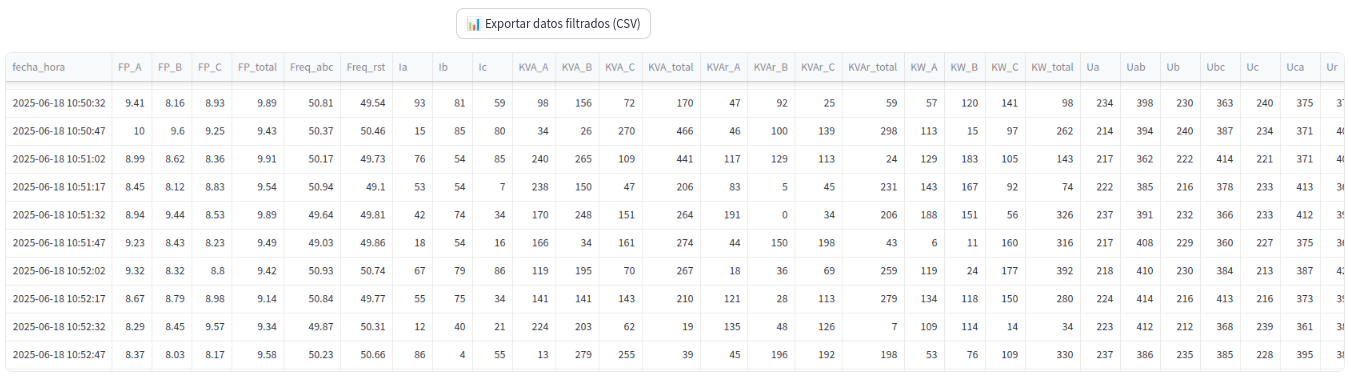 Exportar datos filtrados (CSV)
fecha_hora FP_A FP_B FP_C FP_total Freq_abc Freq_rst Ia Ib Ic KVA_A KVA_B KVA_C KVA_total KVAr_A KVAr_B KVAr_C KVAr_total KW_A KW_B KW_C KW_total Ua Uab Ub Ubc Uc Uca Ur
2025-06-18 10:50:32 9.41 8.16 8.93 9.89 50.81 49.54 93 81 59 98 156 72 170 47 92 25 59 57 120 141 98 234 398 230 363 240 375
2025-06-18 10:50:47 10 9.6 9.25 9.43 50.37 50.46 15 85 80 34 26 270 466 46 100 139 298 113 15 97 262 214 394 240 387 234 371
2025-06-18 10:51:02 8.99 8.62 8.36 9.91 50.17 49.73 76 54 85 240 265 109 441 117 129 113 24 129 183 105 143 217 362 222 414 221 371
2025-06-18 10:51:17 8.45 8.12 8.83 9.54 50.94 49.1 53 54 7 238 150 47 206 83 5 45 231 143 167 92 74 222 385 216 378 233 413
2025-06-18 10:51:32 8.94 9.44 8.53 9.89 49.64 49.81 42 74 34 170 248 151 264 191 0 34 206 188 151 56 326 237 391 232 366 233 412
2025-06-18 10:51:47 9.23 8.43 8.23 9.49 49.03 49.86 18 54 16 166 34 161 274 44 150 198 43 6 11 160 316 217 408 229 360 227 375
2025-06-18 10:52:02 9.32 8.32 8.8 9.42 50.93 50.74 67 79 86 119 195 70 267 18 36 69 259 119 24 177 392 218 410 230 384 213 387
2025-06-18 10:52:17 8.67 8.79 8.98 9.14 50.84 49.77 55 75 34 141 141 143 210 121 28 113 279 134 118 150 280 224 414 216 413 216 373
2025-06-18 10:52:32 8.29 8.45 9.57 9.34 49.87 50.31 12 40 21 224 203 62 19 135 48 126 7 109 114 14 34 223 412 212 368 239 361
2025-06-18 10:52:47 8.37 8.03 8.17 9.58 50.23 50.66 86 4 55 13 279 255 39 45 196 192 198 53 76 109 330 237 386 235 385 228 395